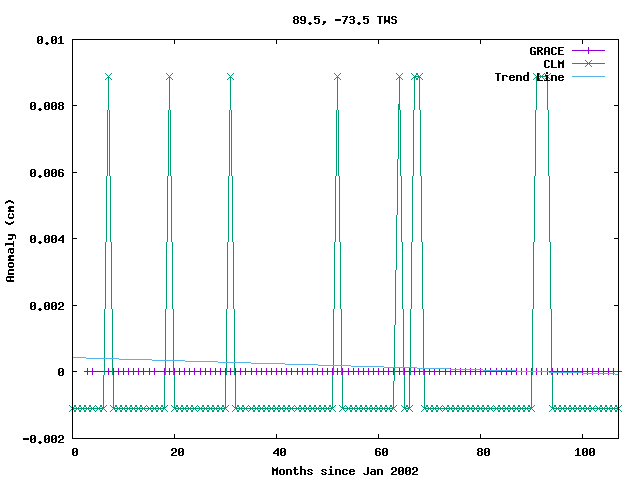 89.5, -73.5 TWS
0.01
GRACE
CLM
Trend Line
0.008
0.006
0.004
0.002
0
-0.002
Anomaly (cm)
0 20 40 60 80 100
Months since Jan 2002